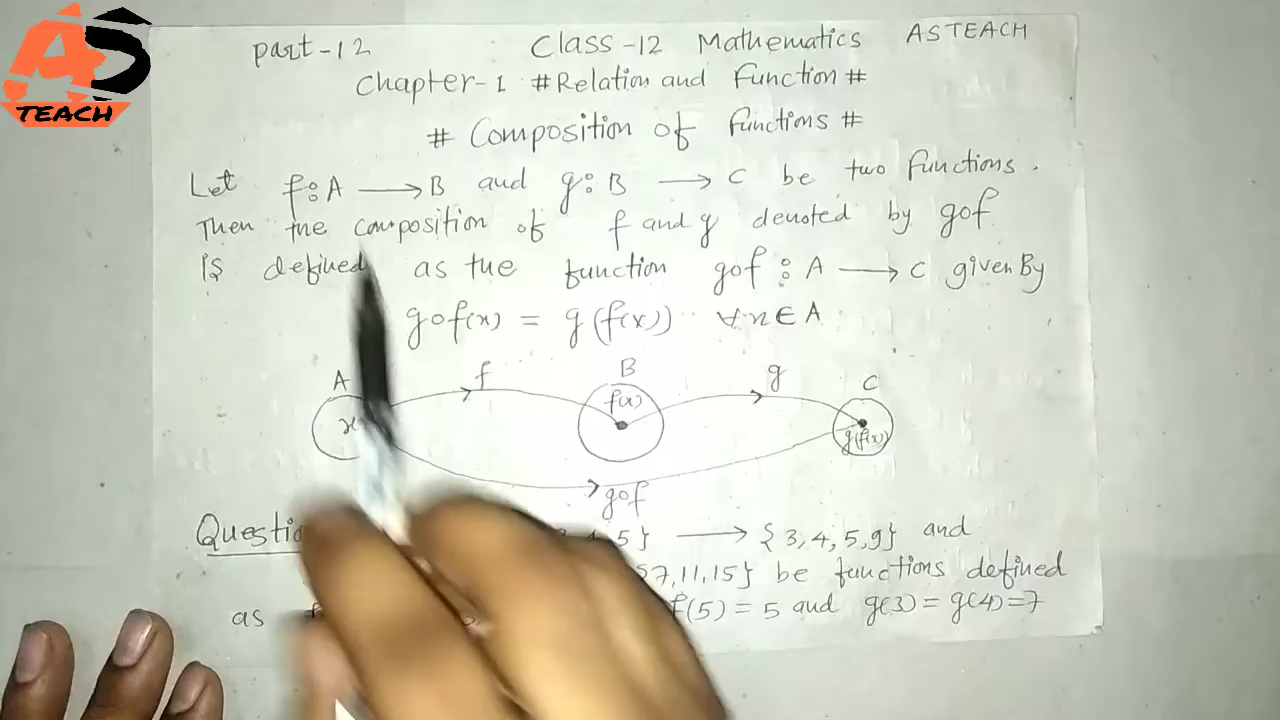 AS
TEACH
Part-12 Class-12 Mathematics ASTEACH
Chapter-1 #Relation and Function#
# Composition of Functions #
Let f: A → B and g: B → C be two functions.
Then the composition of f and g denoted by gof
is defined as the function gof : A → C given By
gof(x) = g(f(x)) ∀ x ∈ A
A f B g C
x f(x) g(f(x))
gof
5} → {3,4,5,9} and
7,11,15} be functions defined
as f(5) = 5 and g(3) = g(4) = 7